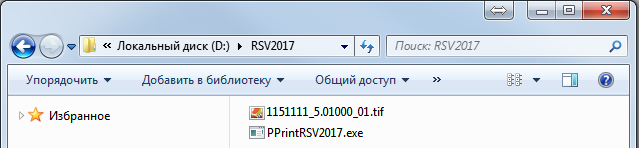 Локальный диск (D:) RSV2017
Поиск: RSV2017
Упорядочить Добавить в библиотеку Общий доступ »
Избранное
1151111_5.01000_01.tif
PPrintRSV2017.exe